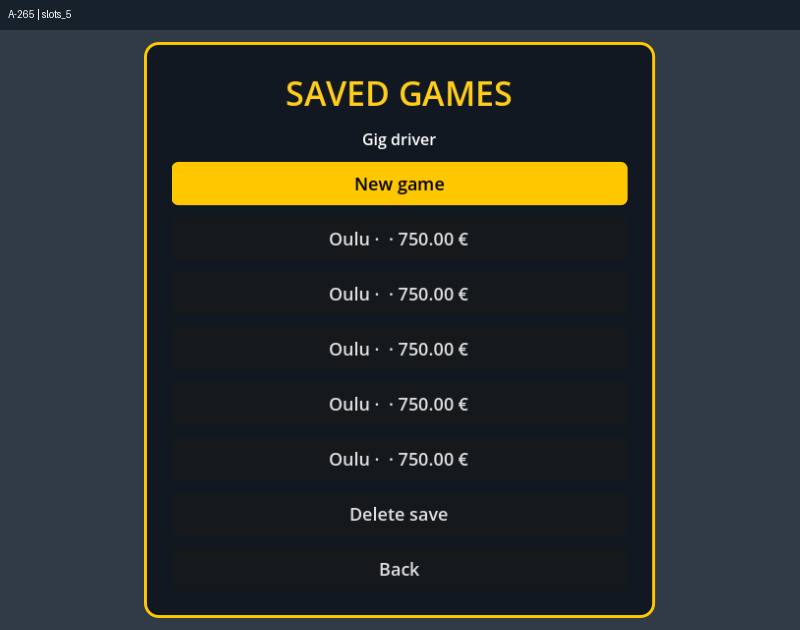 A-265 | slots_5
SAVED GAMES
Gig driver
New game
Oulu · · 750.00 €
Oulu · · 750.00 €
Oulu · · 750.00 €
Oulu · · 750.00 €
Oulu · · 750.00 €
Delete save
Back